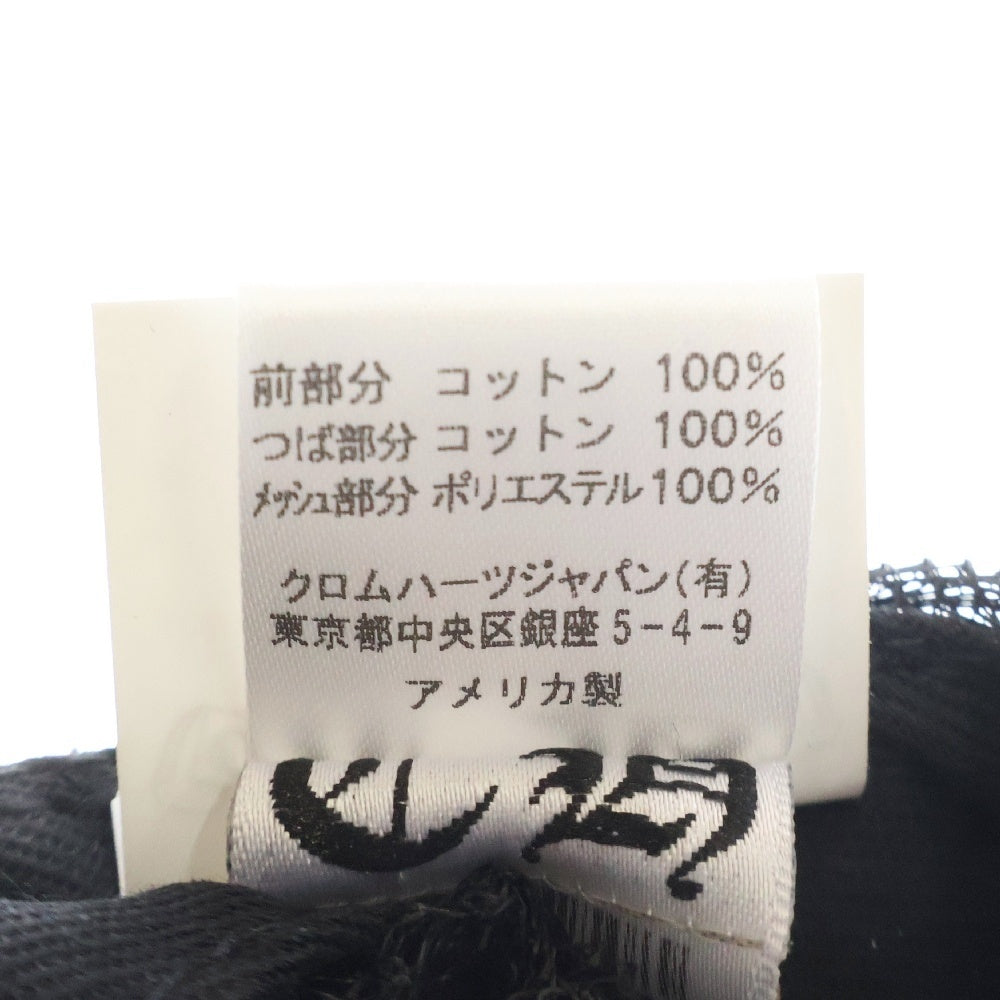 前部分 コットン 100%
つば部分 コットン 100%
メッシュ部分 ポリエステル 100%
クロムハーツジャパン(有)
東京都中央区銀座5-4-9
アメリカ製